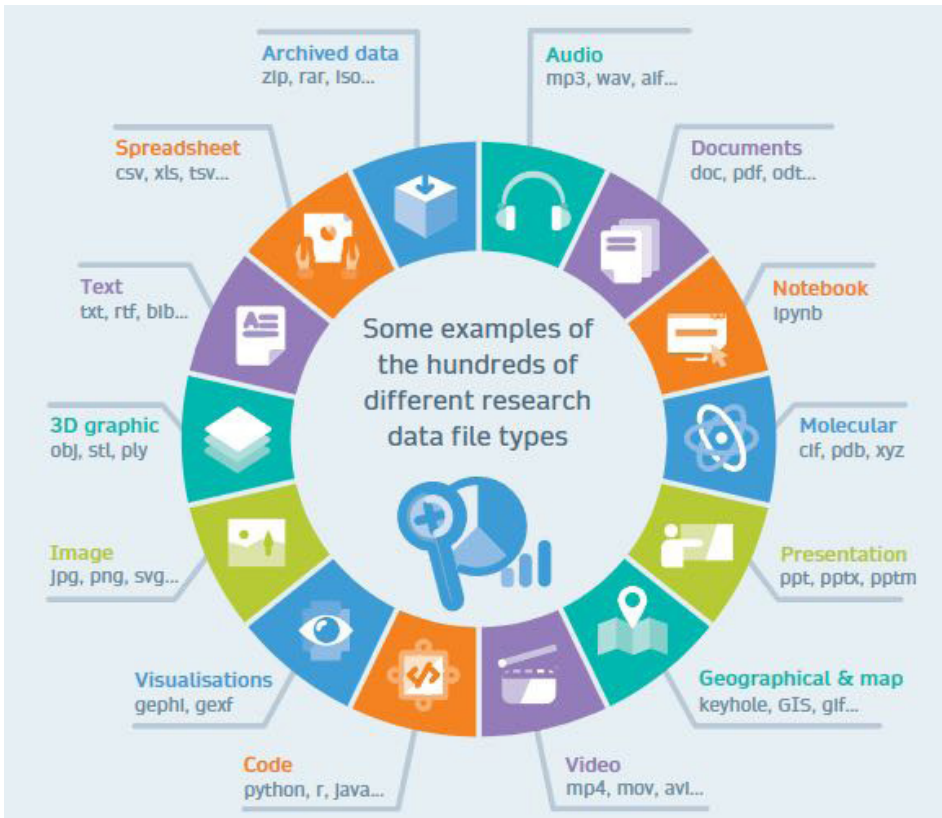 Archived data
zip, rar, iso...
Audio
mp3, wav, aif...
Spreadsheet
csv, xls, tsv...
Documents
doc, pdf, odt...
Text
txt, rtf, bib...
Notebook
ipynb
Some examples of
the hundreds of
different research
data file types
3D graphic
obj, stl, ply
Molecular
cif, pdb, xyz
Image
jpg, png, svg...
Presentation
ppt, pptx, pptm
Visualisations
gephi, gexf
Geographical & map
keyhole, GIS, gif...
Code
python, r, java...
Video
mp4, mov, avi...